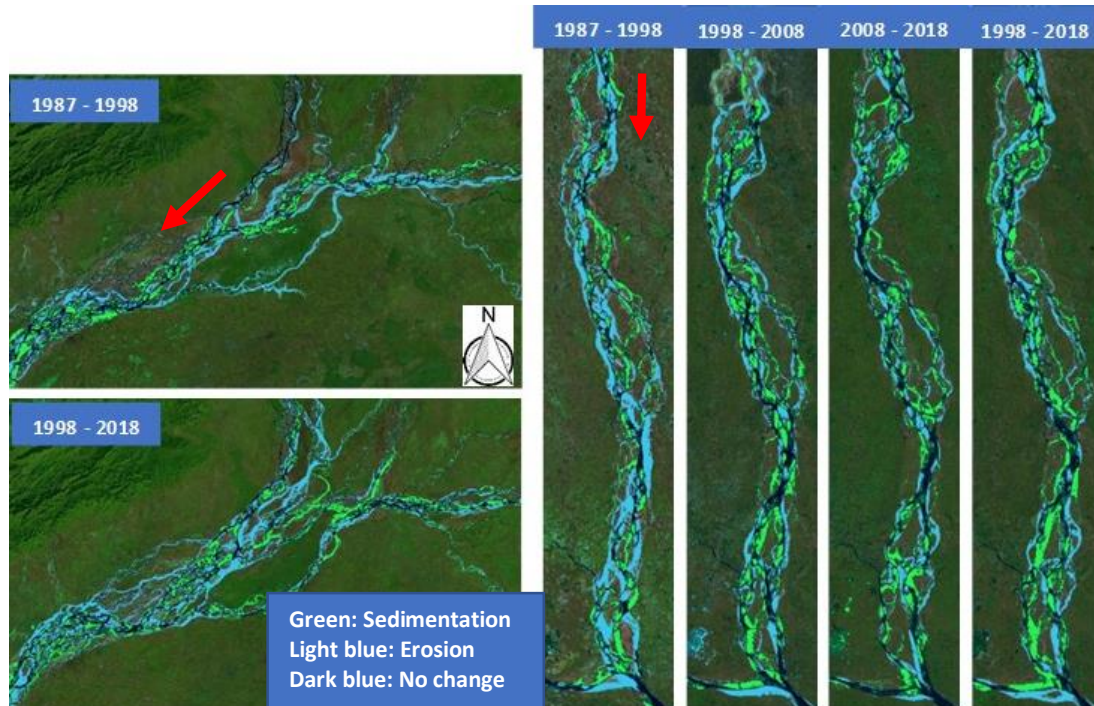 1987 - 1998
1998 - 2018
N
Green: Sedimentation
Light blue: Erosion
Dark blue: No change
1987 - 1998
1998 - 2008
2008 - 2018
1998 - 2018